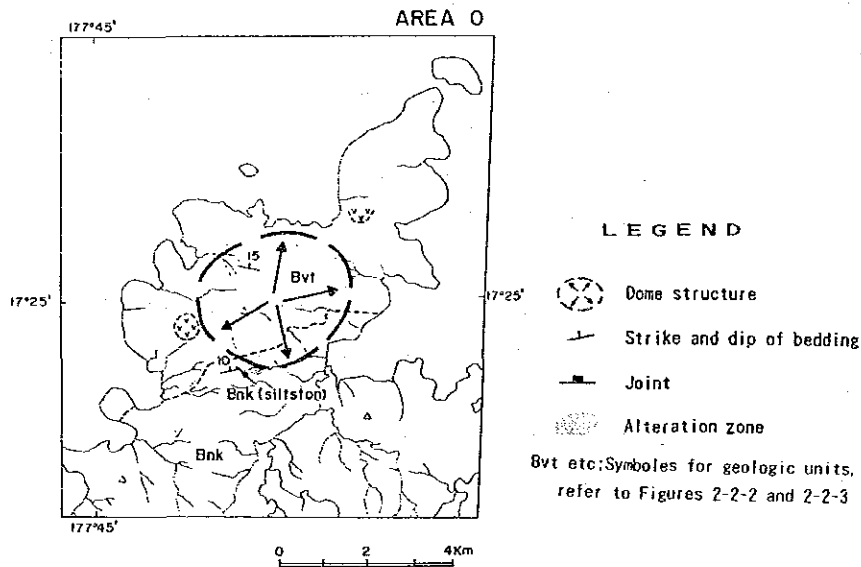 AREA O
177°45'
15
Bvt
17°25'
17°25'
10
Bnk (siltston)
Bnk
177°45'
0 2 4Km
LEGEND
Dome structure
Strike and dip of bedding
Joint
Alteration zone
Bvt etc;Symboles for geologic units,
refer to Figures 2-2-2 and 2-2-3